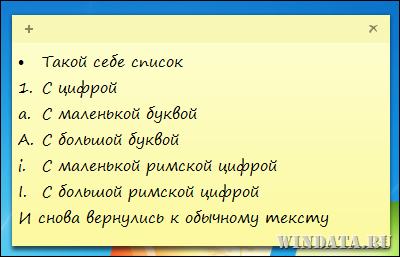 + ×
• Такой себе список
1. С цифрой
a. С маленькой буквой
A. С большой буквой
i. С маленькой римской цифрой
I. С большой римской цифрой
И снова вернулись к обычному тексту
WINDATA.RU